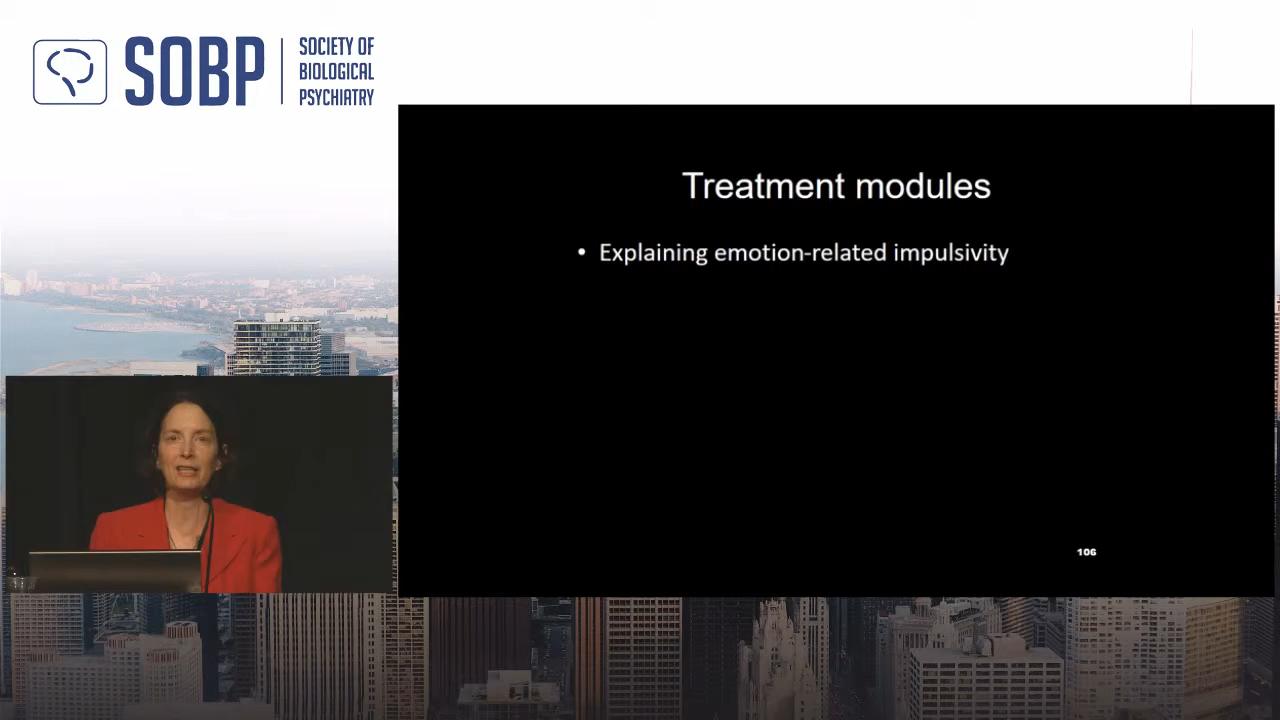 SOBP
SOCIETY OF
BIOLOGICAL
PSYCHIATRY
Treatment modules
• Explaining emotion-related impulsivity
106